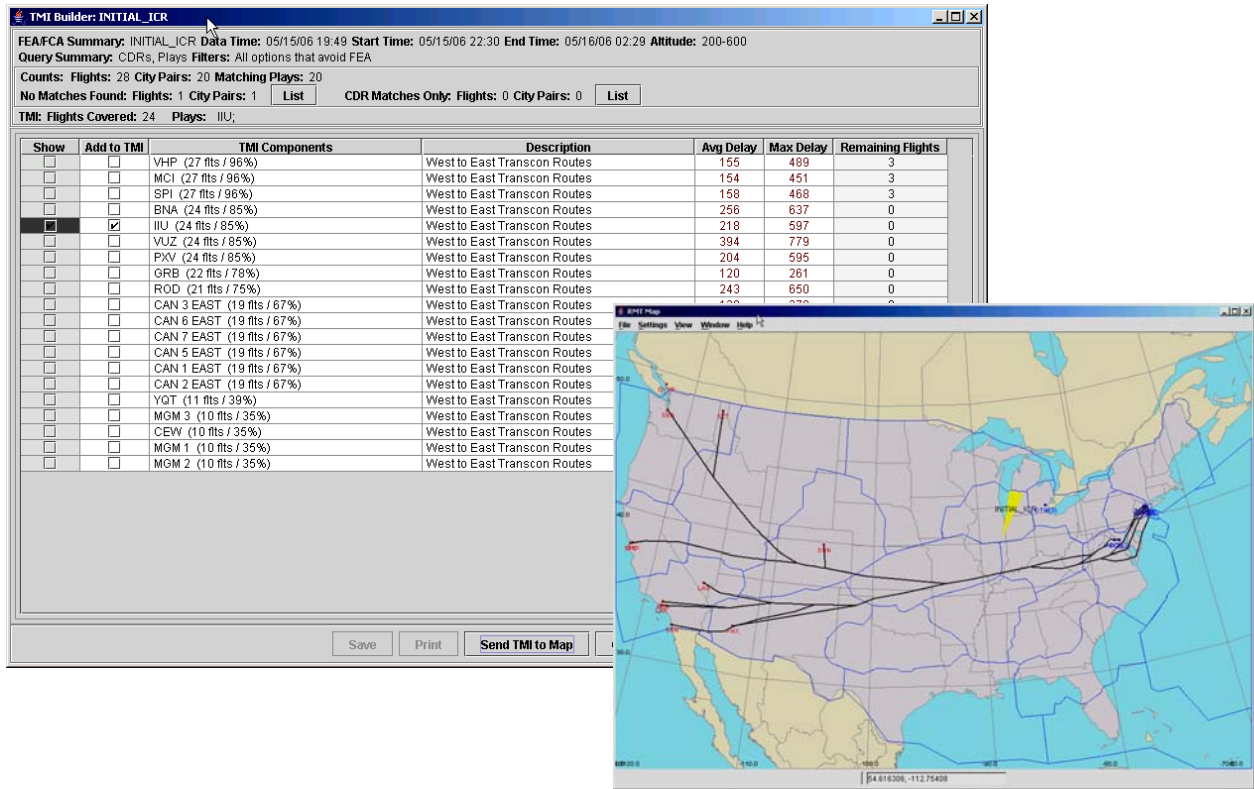 TMI Builder: INITIAL_ICR
FEA/FCA Summary: INITIAL_ICR Data Time: 05/15/06 19:49 Start Time: 05/15/06 22:30 End Time: 05/16/06 02:29 Altitude: 200-600
Query Summary: CDRs, Plays Filters: All options that avoid FEA
Counts: Flights: 28 City Pairs: 20 Matching Plays: 20
No Matches Found: Flights: 1 City Pairs: 1 List CDR Matches Only: Flights: 0 City Pairs: 0 List
TMI: Flights Covered: 24 Plays: IIU;
Show Add to TMI TMI Components Description Avg Delay Max Delay Remaining Flights
VHP (27 flts / 96%) West to East Transcon Routes 155 489 3
MCI (27 flts / 96%) West to East Transcon Routes 154 451 3
SPI (27 flts / 96%) West to East Transcon Routes 158 468 3
BNA (24 flts / 85%) West to East Transcon Routes 256 637 0
IIU (24 flts / 85%) West to East Transcon Routes 218 597 0
VUZ (24 flts / 85%) West to East Transcon Routes 394 779 0
PXV (24 flts / 85%) West to East Transcon Routes 204 595 0
GRB (22 flts / 78%) West to East Transcon Routes 120 261 0
ROD (21 flts / 75%) West to East Transcon Routes 243 650 0
CAN 3 EAST (19 flts / 67%) West to East Transcon Routes
CAN 6 EAST (19 flts / 67%) West to East Transcon Routes
CAN 7 EAST (19 flts / 67%) West to East Transcon Routes
CAN 5 EAST (19 flts / 67%) West to East Transcon Routes
CAN 1 EAST (19 flts / 67%) West to East Transcon Routes
CAN 2 EAST (19 flts / 67%) West to East Transcon Routes
YQT (11 flts / 39%) West to East Transcon Routes
MGM 3 (10 flts / 35%) West to East Transcon Routes
CEW (10 flts / 35%) West to East Transcon Routes
MGM 1 (10 flts / 35%) West to East Transcon Routes
MGM 2 (10 flts / 35%) West to East Transcon Routes
Save Print Send TMI to Map
RMT Map
File Settings View Window Help
50.0
INITIAL_ICR
40.0
LAS
PHX
30.0
-110.0 -100.0 -90.0 -80.0
54.616306, -112.75400